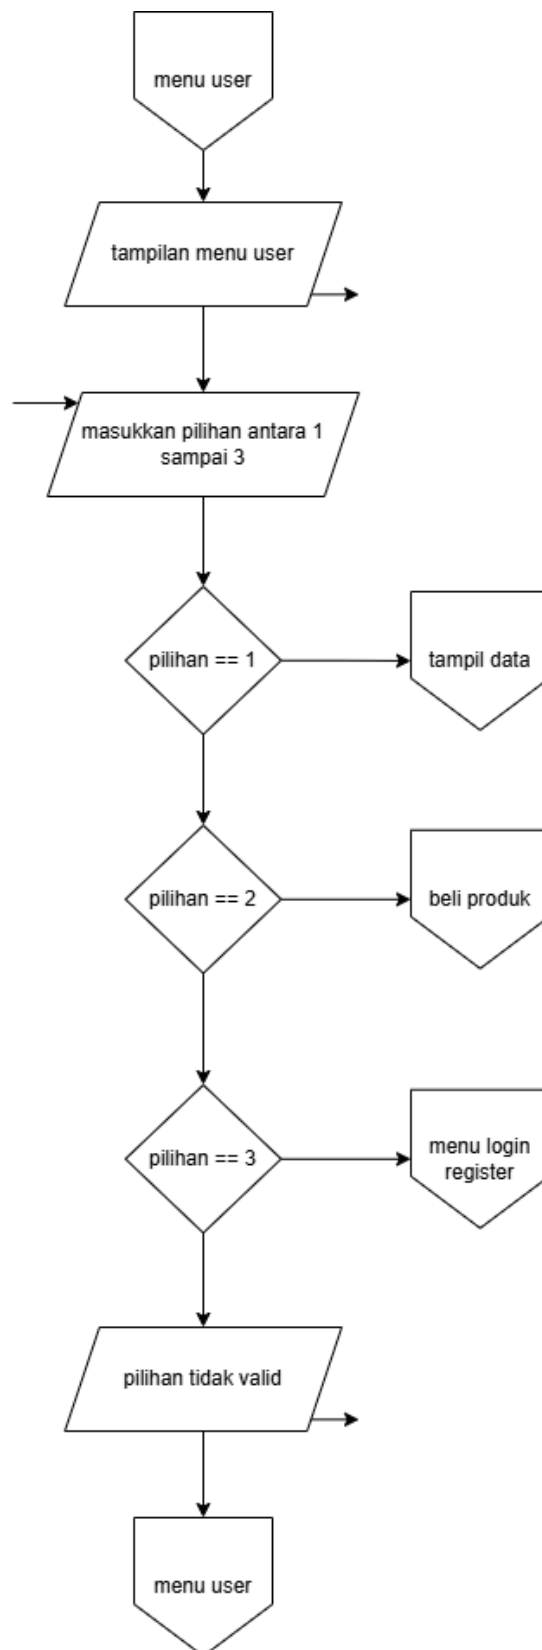 menu user
tampilan menu user
masukkan pilihan antara 1
sampai 3
pilihan == 1
tampil data
pilihan == 2
beli produk
pilihan == 3
menu login
register
pilihan tidak valid
menu user